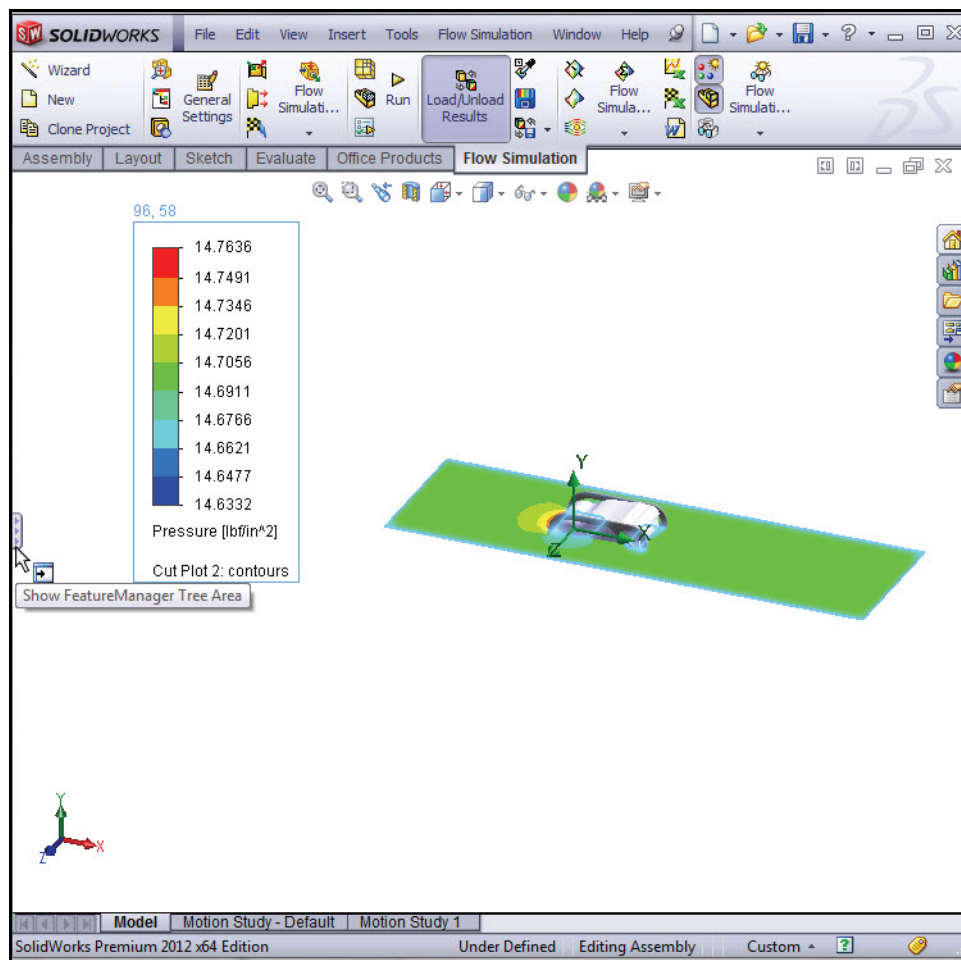 SW SOLIDWORKS File Edit View Insert Tools Flow Simulation Window Help
Wizard
New
Clone Project
General Settings
Flow Simulati...
Run
Load/Unload Results
Flow Simula...
Flow Simulati...
Assembly Layout Sketch Evaluate Office Products Flow Simulation
96, 58
14.7636
14.7491
14.7346
14.7201
14.7056
14.6911
14.6766
14.6621
14.6477
14.6332
Pressure [lbf/in^2]
Cut Plot 2: contours
Y
X
Z
Show FeatureManager Tree Area
Y
X
Z
Model Motion Study - Default Motion Study 1
SolidWorks Premium 2012 x64 Edition Under Defined Editing Assembly Custom